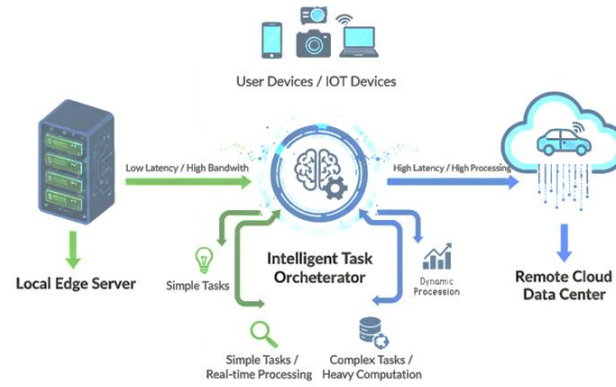 User Devices / IOT Devices
Low Latency / High Bandwith
High Latency / High Processing
Local Edge Server
Simple Tasks
Intelligent Task
Orcheterator
Dynamic
Procession
Remote Cloud
Data Center
Simple Tasks /
Real-time Processing
Complex Tasks /
Heavy Computation